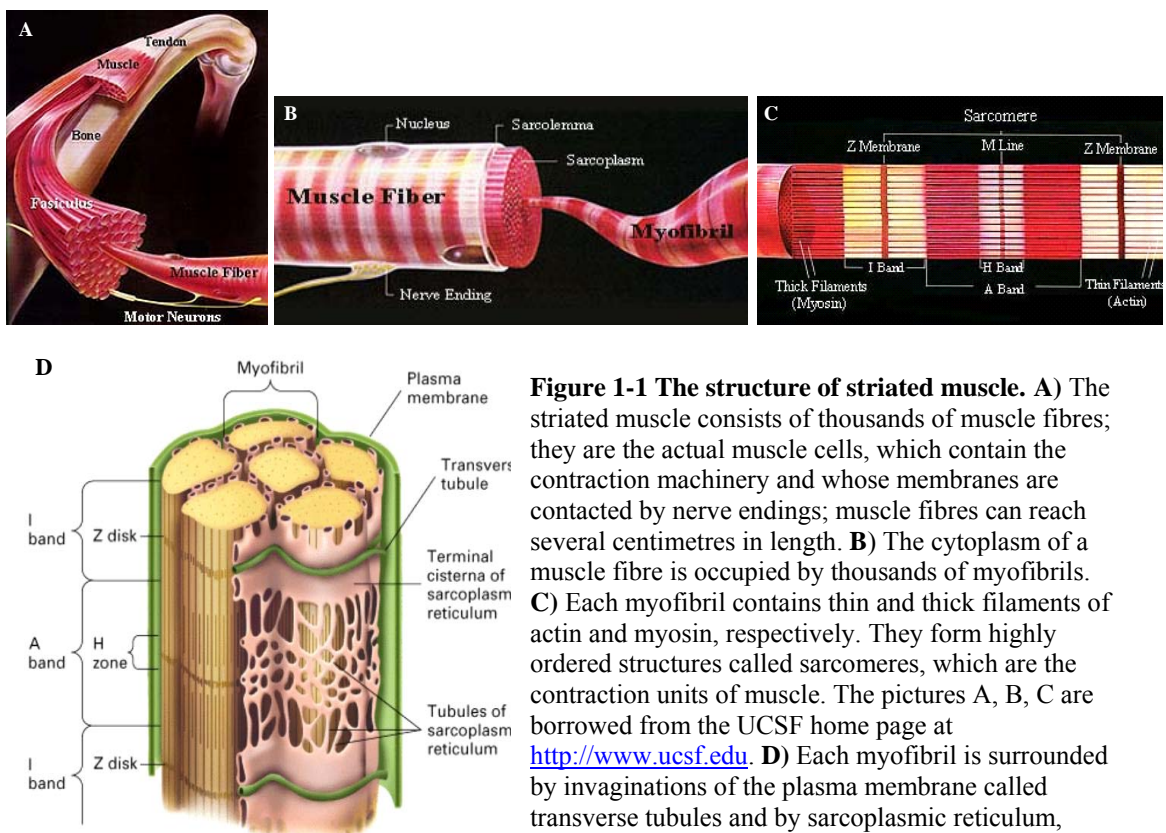 A
Tendon
Muscle
Bone
Fasiculus
Muscle Fiber
Motor Neurons
B
Nucleus
Sarcolemma
Sarcoplasm
Muscle Fiber
Myofibril
Nerve Ending
C
Sarcomere
Z Membrane
M Line
Z Membrane
I Band
H Band
A Band
Thick Filaments
(Myosin)
Thin Filaments
(Actin)
D
Myofibril
Plasma
membrane
Transvers
tubule
I
band
Z disk
Terminal
cisterna of
sarcoplasm
reticulum
A
band
H
zone
Tubules of
sarcoplasm
reticulum
Z disk
I
band
Figure 1-1 The structure of striated muscle. A) The
striated muscle consists of thousands of muscle fibres;
they are the actual muscle cells, which contain the
contraction machinery and whose membranes are
contacted by nerve endings; muscle fibres can reach
several centimetres in length. B) The cytoplasm of a
muscle fibre is occupied by thousands of myofibrils.
C) Each myofibril contains thin and thick filaments of
actin and myosin, respectively. They form highly
ordered structures called sarcomeres, which are the
contraction units of muscle. The pictures A, B, C are
borrowed from the UCSF home page at
http://www.ucsf.edu. D) Each myofibril is surrounded
by invaginations of the plasma membrane called
transverse tubules and by sarcoplasmic reticulum,